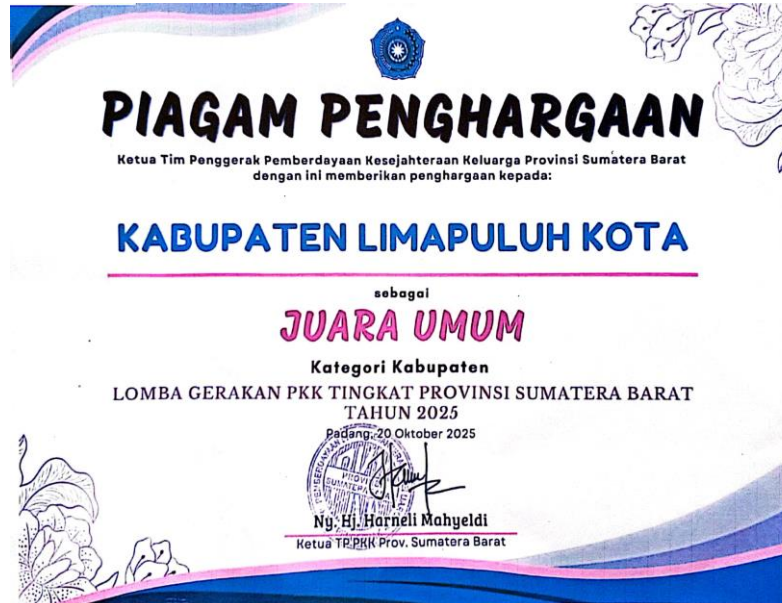 PIAGAM PENGHARGAAN
Ketua Tim Penggerak Pemberdayaan Kesejahteraan Keluarga Provinsi Sumatera Barat
dengan ini memberikan penghargaan kepada:
KABUPATEN LIMAPULUH KOTA
sebagai
JUARA UMUM
Kategori Kabupaten
LOMBA GERAKAN PKK TINGKAT PROVINSI SUMATERA BARAT
TAHUN 2025
Padang, 20 Oktober 2025
Ny. Hj. Harneli Mahyeldi
Ketua TP PKK Prov. Sumatera Barat